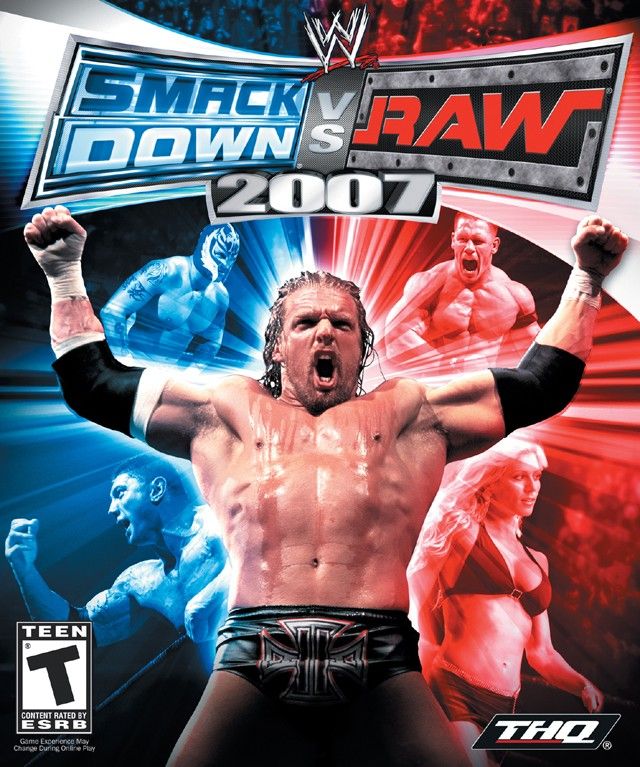 W
SMACK
DOWN
VS
RAW
2007
TEEN
T
CONTENT RATED BY
ESRB
Game Experience May
Change During Online Play
THQ
®